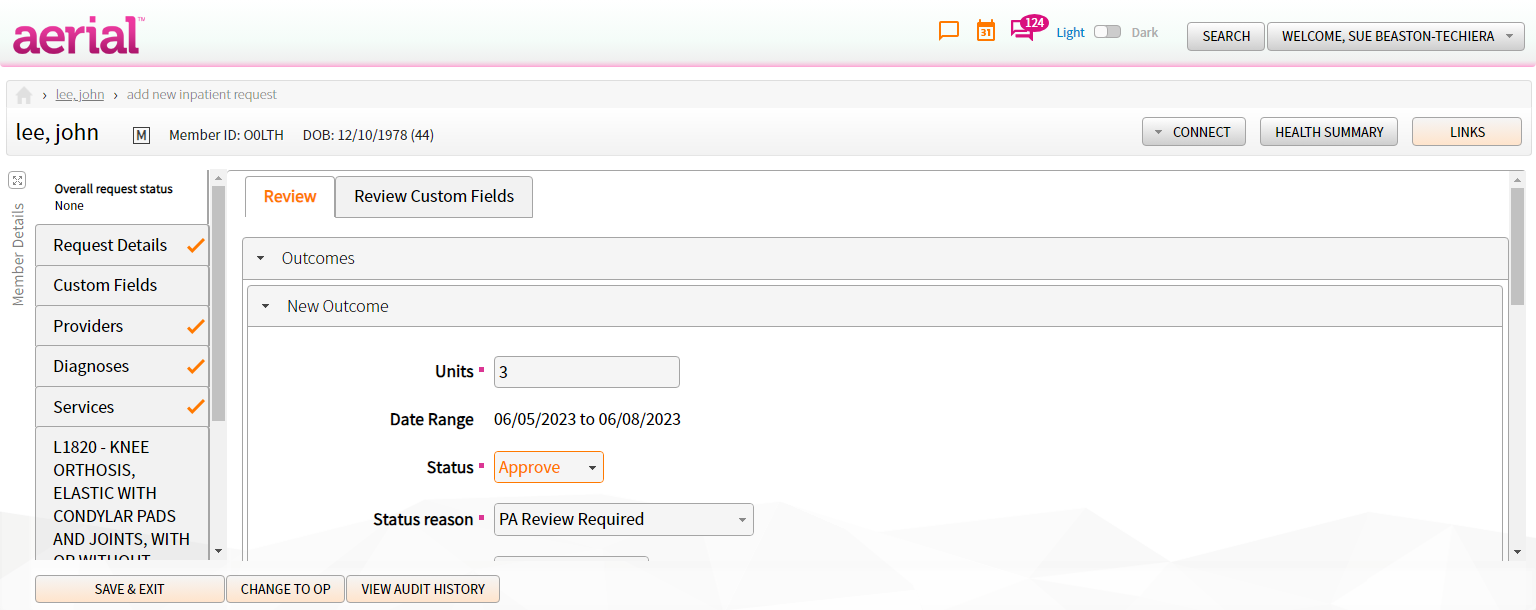 aerial™
31
124
Light Dark
SEARCH
WELCOME, SUE BEASTON-TECHIERA
› lee, john › add new inpatient request
lee, john M Member ID: O0LTH DOB: 12/10/1978 (44)
CONNECT
HEALTH SUMMARY
LINKS
Member Details
Overall request status
None
Request Details
Custom Fields
Providers
Diagnoses
Services
L1820 - KNEE
ORTHOSIS,
ELASTIC WITH
CONDYLAR PADS
AND JOINTS, WITH
OR WITHOUT
Review
Review Custom Fields
Outcomes
New Outcome
Units 3
Date Range 06/05/2023 to 06/08/2023
Status Approve
Status reason PA Review Required
SAVE & EXIT
CHANGE TO OP
VIEW AUDIT HISTORY